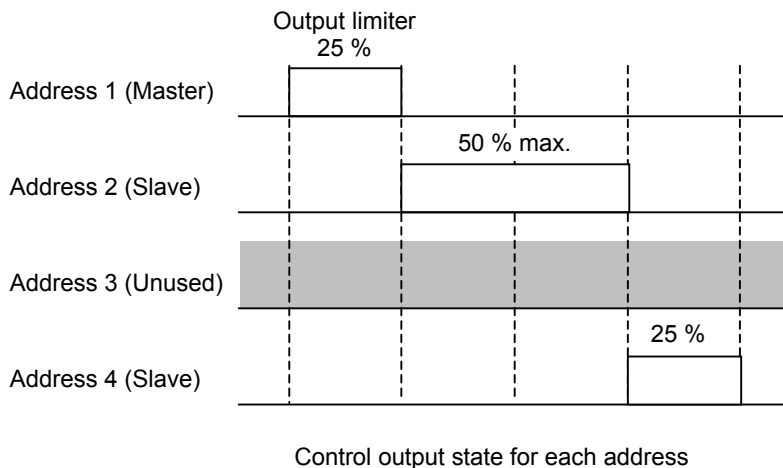 Output limiter
25 %
Address 1 (Master)
50 % max.
Address 2 (Slave)
Address 3 (Unused)
25 %
Address 4 (Slave)
Control output state for each address